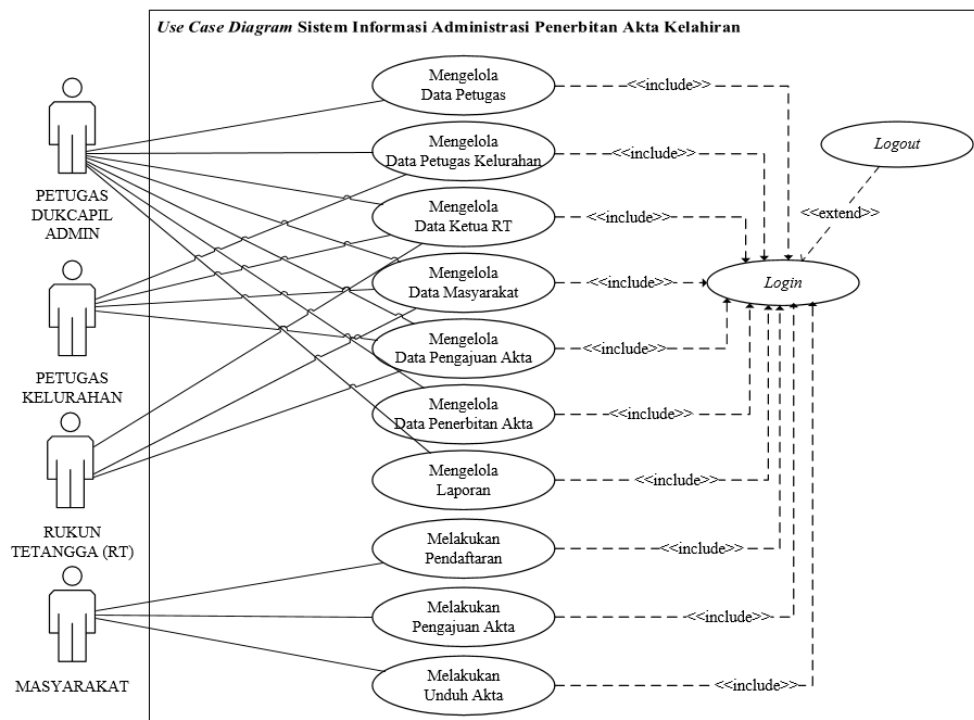 Use Case Diagram Sistem Informasi Administrasi Penerbitan Akta Kelahiran
PETUGAS
DUKCAPIL
ADMIN
PETUGAS
KELURAHAN
RUKUN
TETANGGA (RT)
MASYARAKAT
Mengelola
Data Petugas
<<include>>
Mengelola
Data Petugas Kelurahan
<<include>>
Mengelola
Data Ketua RT
<<include>>
Mengelola
Data Masyarakat
<<include>>
Mengelola
Data Pengajuan Akta
<<include>>
Mengelola
Data Penerbitan Akta
<<include>>
Mengelola
Laporan
<<include>>
Melakukan
Pendaftaran
<<include>>
Melakukan
Pengajuan Akta
<<include>>
Melakukan
Unduh Akta
<<include>>
Logout
<<extend>>
Login